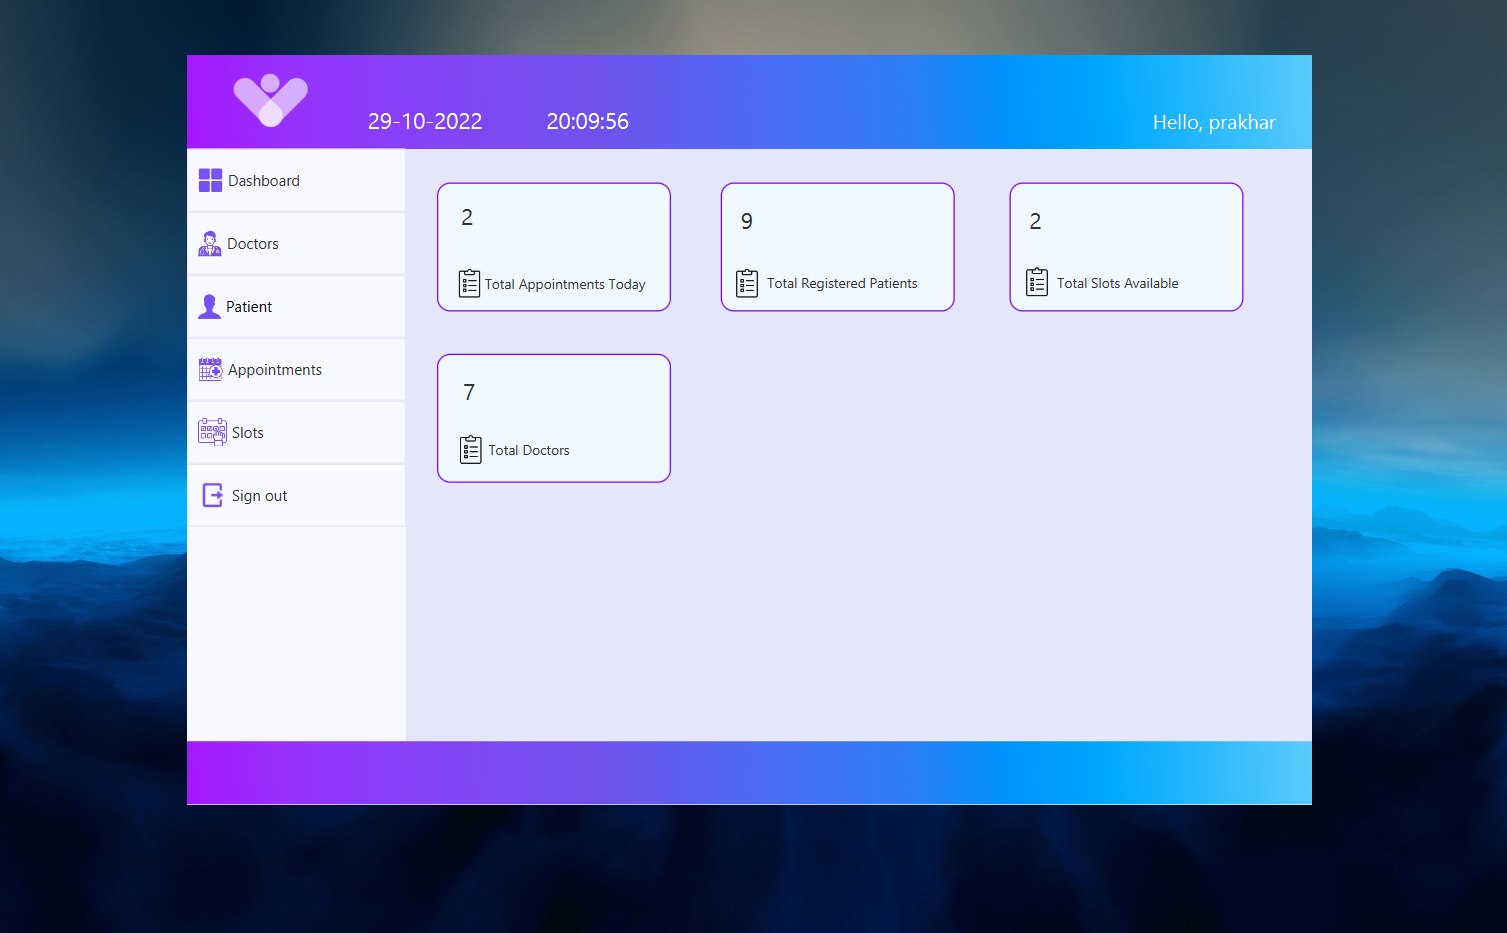 29-10-2022 20:09:56 Hello, prakhar
Dashboard
Doctors
Patient
Appointments
Slots
Sign out
2
Total Appointments Today
9
Total Registered Patients
2
Total Slots Available
7
Total Doctors